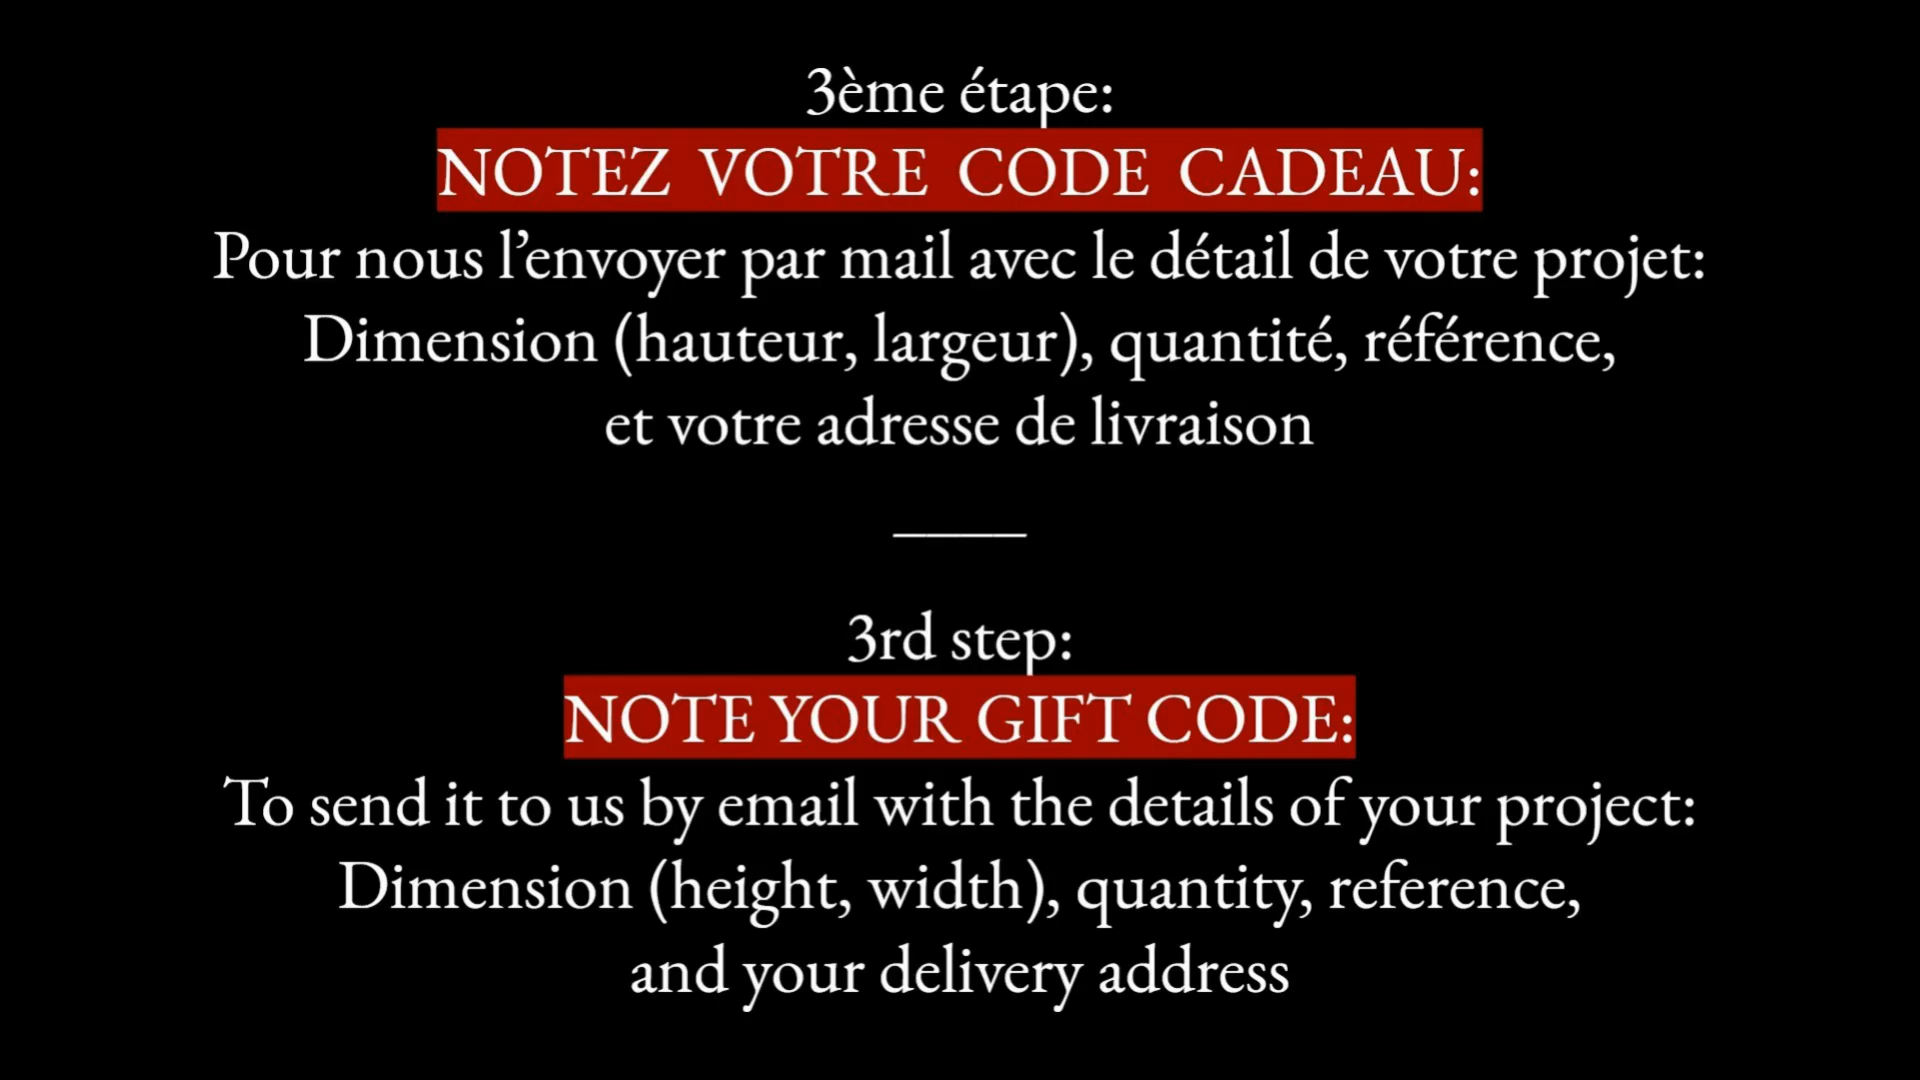 3ème étape:
NOTEZ VOTRE CODE CADEAU:
Pour nous l’envoyer par mail avec le détail de votre projet:
Dimension (hauteur, largeur), quantité, référence,
et votre adresse de livraison
____
3rd step:
NOTE YOUR GIFT CODE:
To send it to us by email with the details of your project:
Dimension (height, width), quantity, reference,
and your delivery address